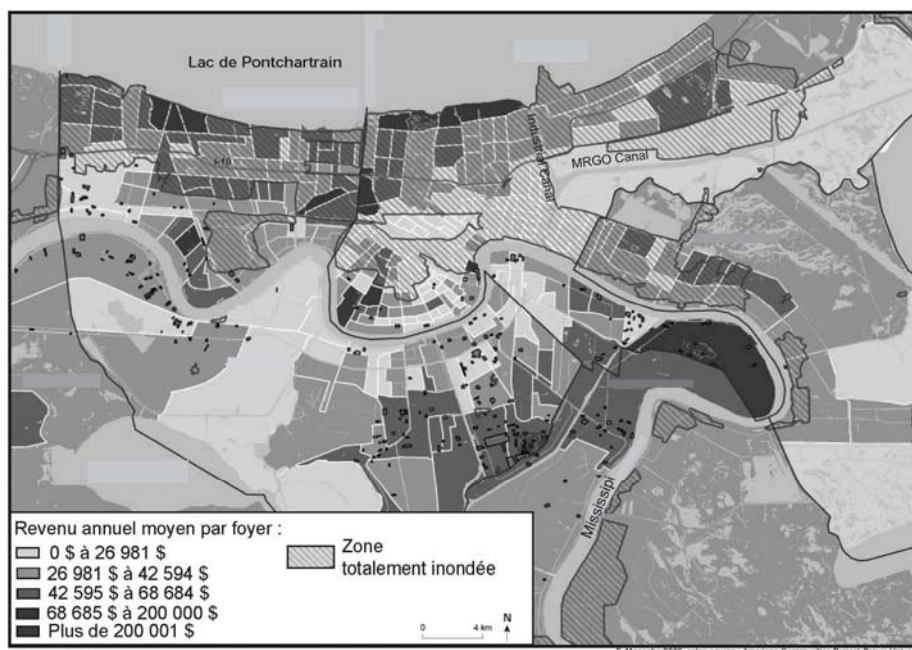 Lac de Pontchartrain
I-10
Industrial Canal
MRGO Canal
Mississipi
Revenu annuel moyen par foyer :
0 $ à 26 981 $
26 981 $ à 42 594 $
42 595 $ à 68 684 $
68 685 $ à 200 000 $
Plus de 200 001 $
Zone
totalement inondée
0 4 km
N